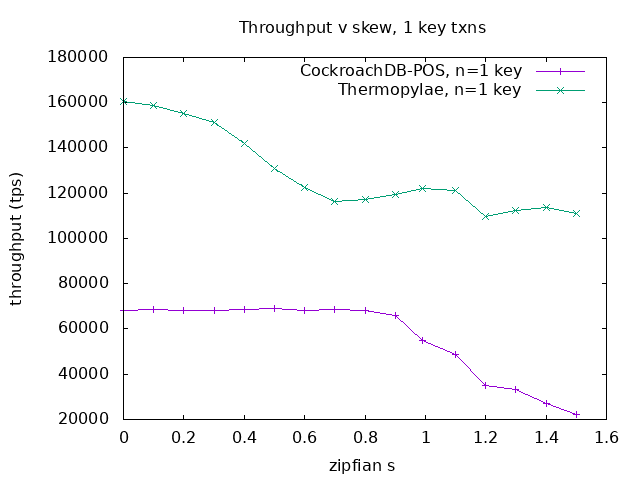 Throughput v skew, 1 key txns
180000
160000
140000
120000
100000
80000
60000
40000
20000
throughput (tps)
CockroachDB-POS, n=1 key
Thermopylae, n=1 key
0 0.2 0.4 0.6 0.8 1 1.2 1.4 1.6
zipfian s